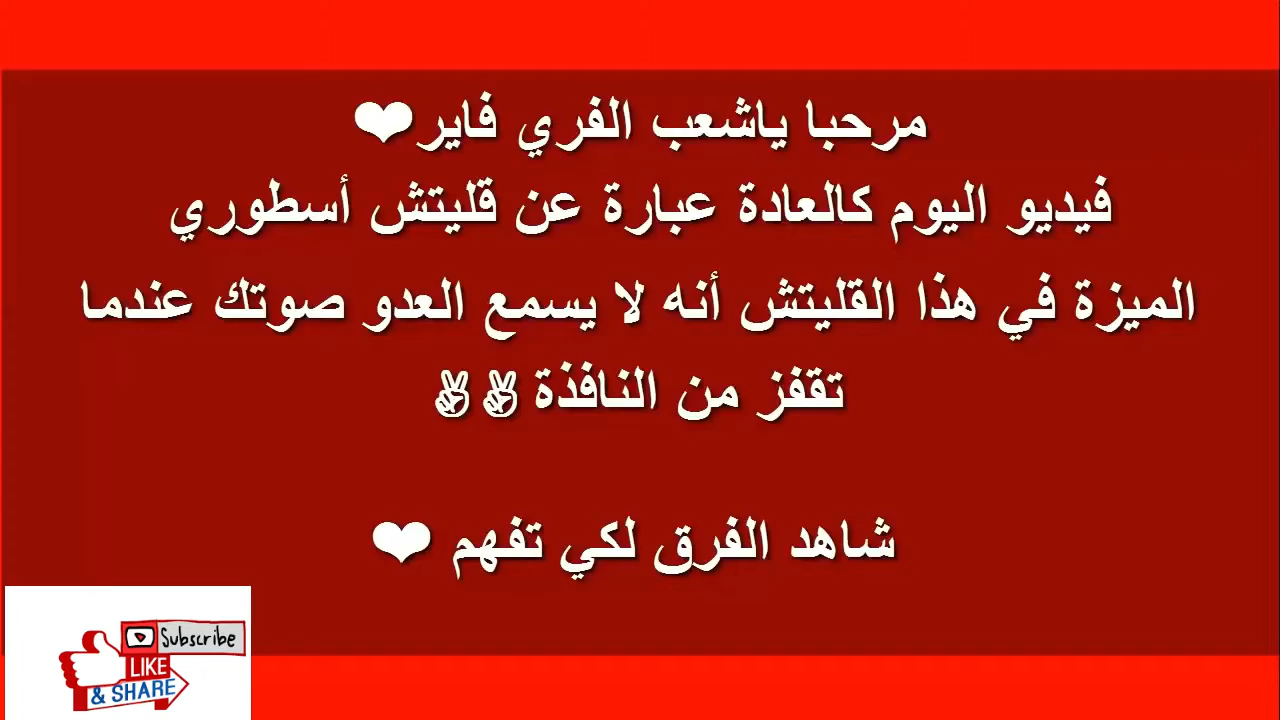 مرحبا ياشعب الفري فاير❤
فيديو اليوم كالعادة عبارة عن قليتش أسطوري
الميزة في هذا القليتش أنه لا يسمع العدو صوتك عندما
تقفز من النافذة ✌✌
شاهد الفرق لكي تفهم ❤
Subscribe
LIKE
& SHARE